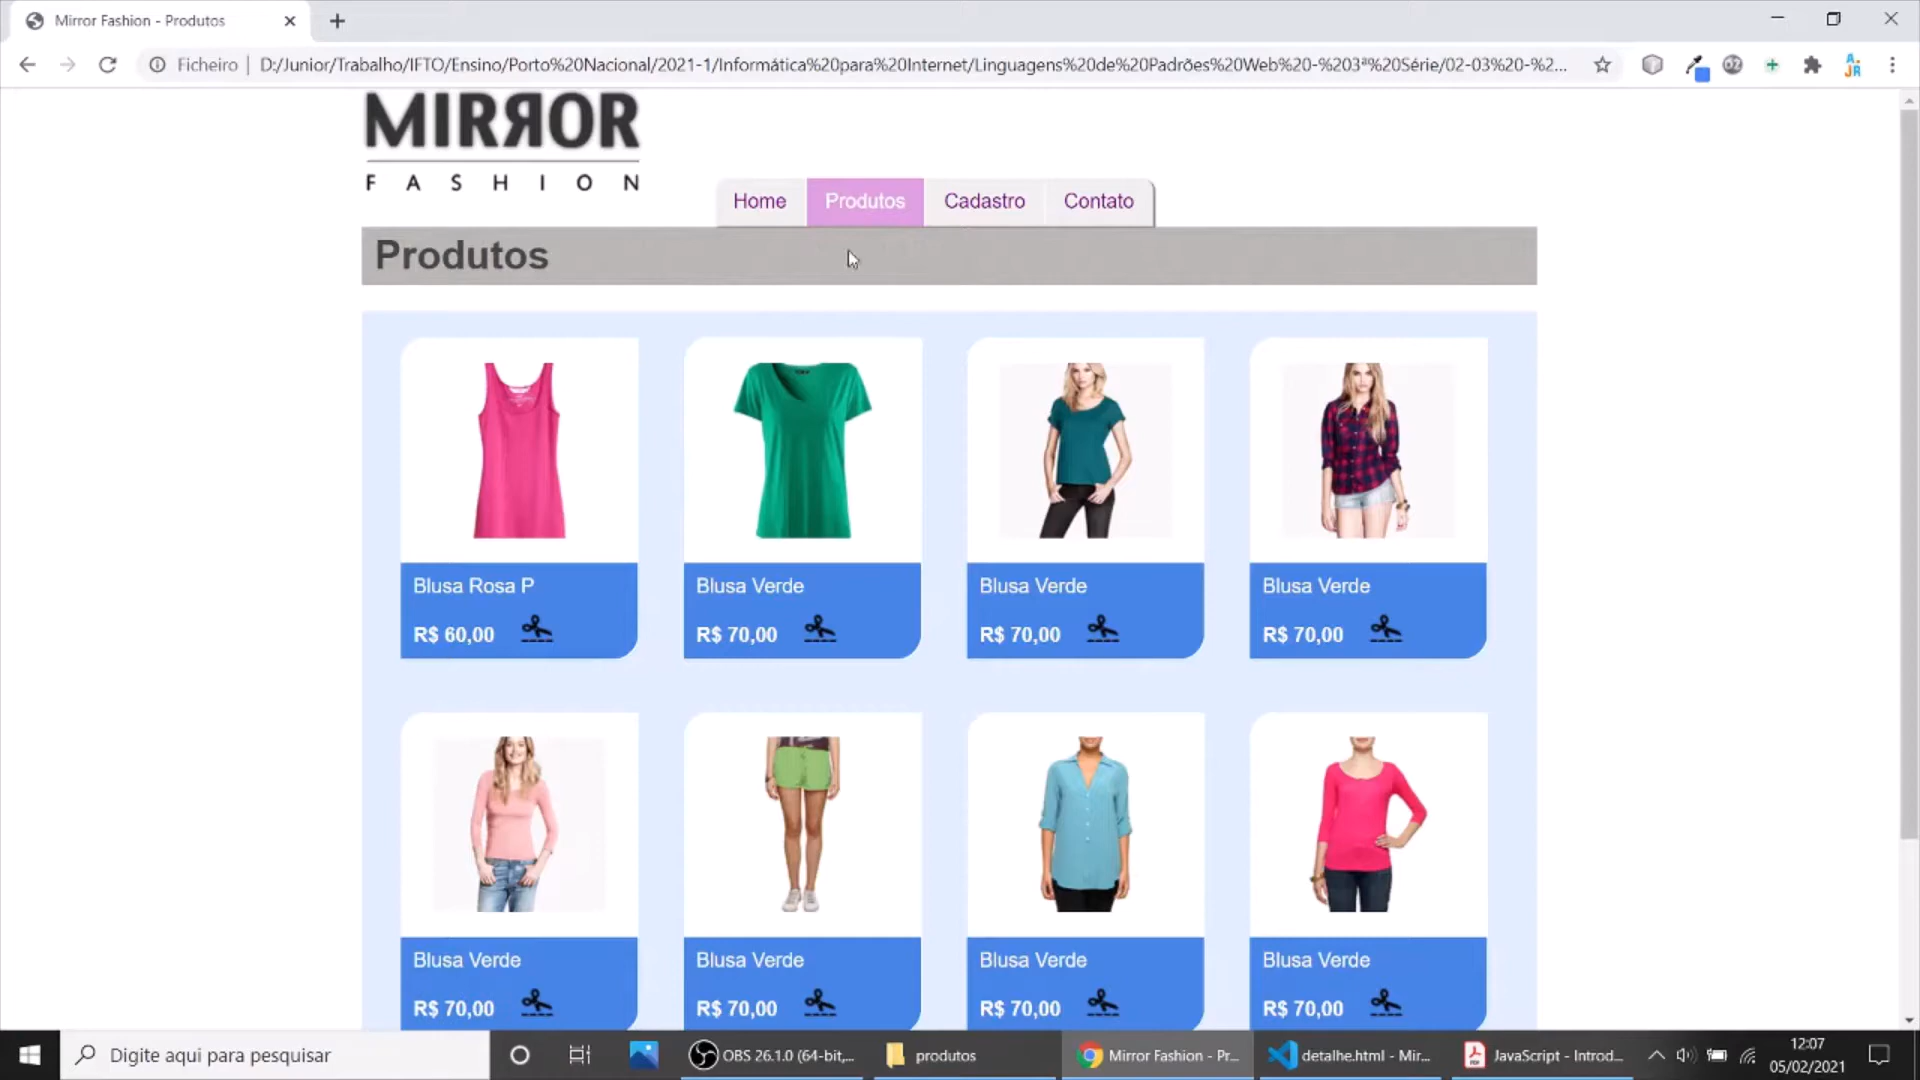 Mirror Fashion - Produtos
Ficheiro
D:/Junior/Trabalho/IFTO/Ensino/Porto%20Nacional/2021-1/Informática%20para%20Internet/Linguagens%20de%20Padrões%20Web%20-%203ª%20Série/02-03%20-%2...
A. JR
MIRROR
FASHION
Home Produtos Cadastro Contato
Produtos
Blusa Rosa P Blusa Verde Blusa Verde Blusa Verde
R$ 60,00 R$ 70,00 R$ 70,00 R$ 70,00
Blusa Verde Blusa Verde Blusa Verde Blusa Verde
R$ 70,00 R$ 70,00 R$ 70,00 R$ 70,00
Digite aqui para pesquisar
OBS 26.1.0 (64-bit,...
produtos
Mirror Fashion - Pr...
detalhe.html - Mir...
JavaScript - Introd...
12:07
05/02/2021